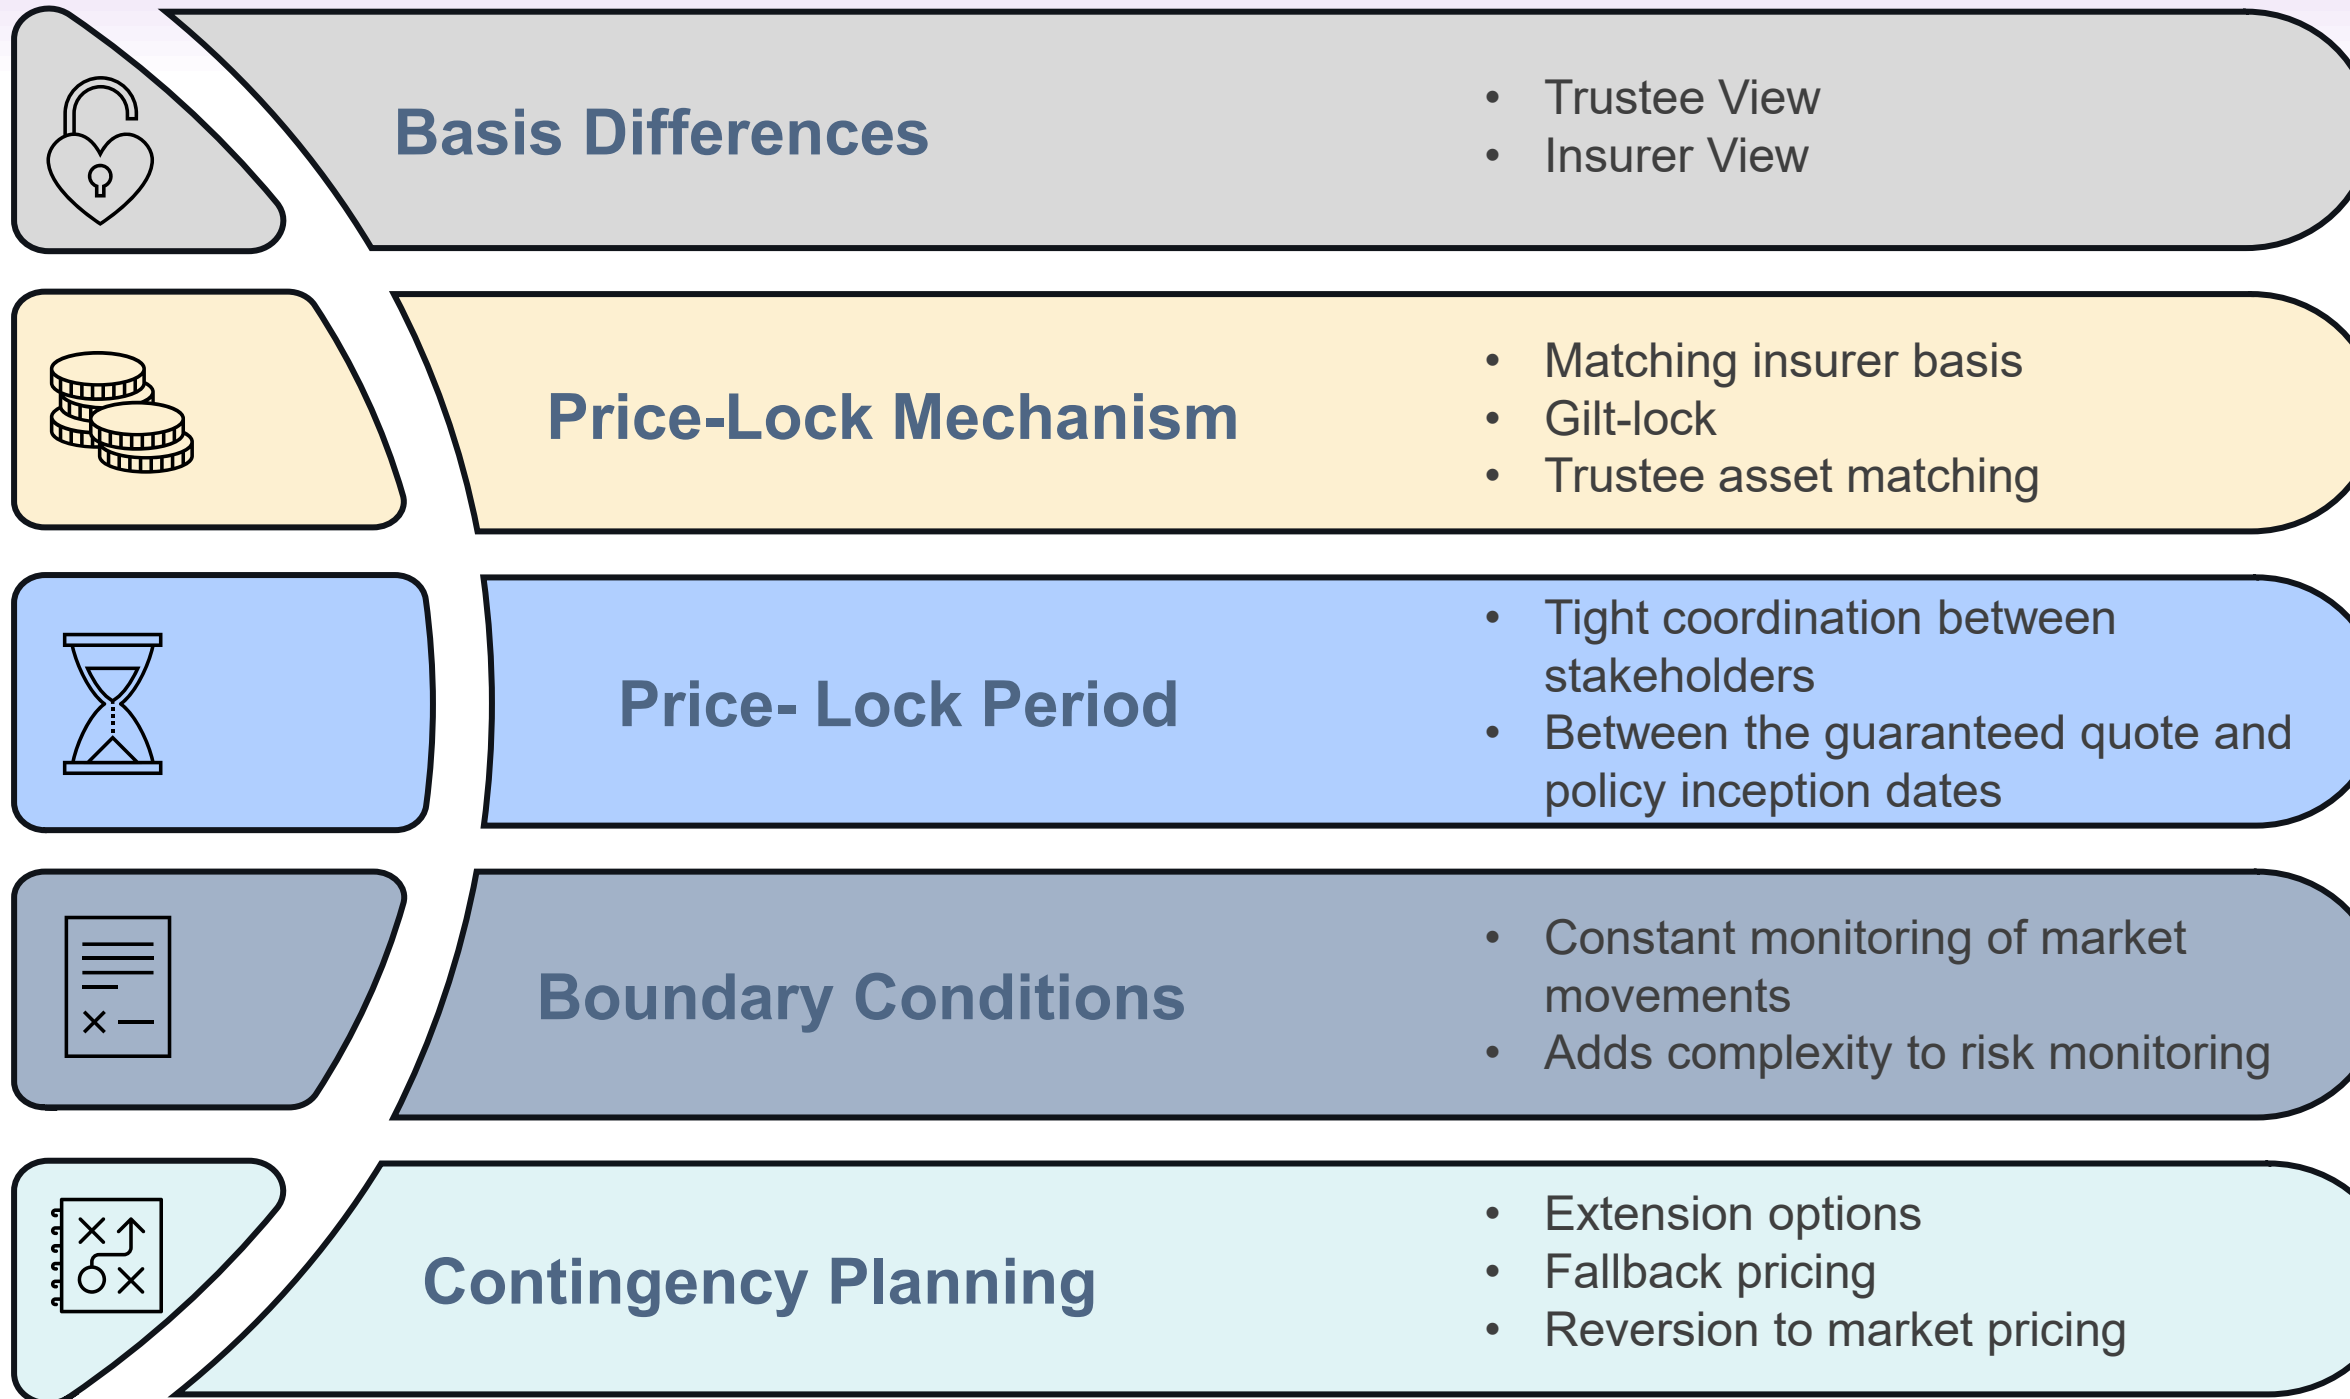 Basis Differences
• Trustee View
• Insurer View
Price-Lock Mechanism
• Matching insurer basis
• Gilt-lock
• Trustee asset matching
Price- Lock Period
• Tight coordination between
stakeholders
• Between the guaranteed quote and
policy inception dates
Boundary Conditions
• Constant monitoring of market
movements
• Adds complexity to risk monitoring
Contingency Planning
• Extension options
• Fallback pricing
• Reversion to market pricing